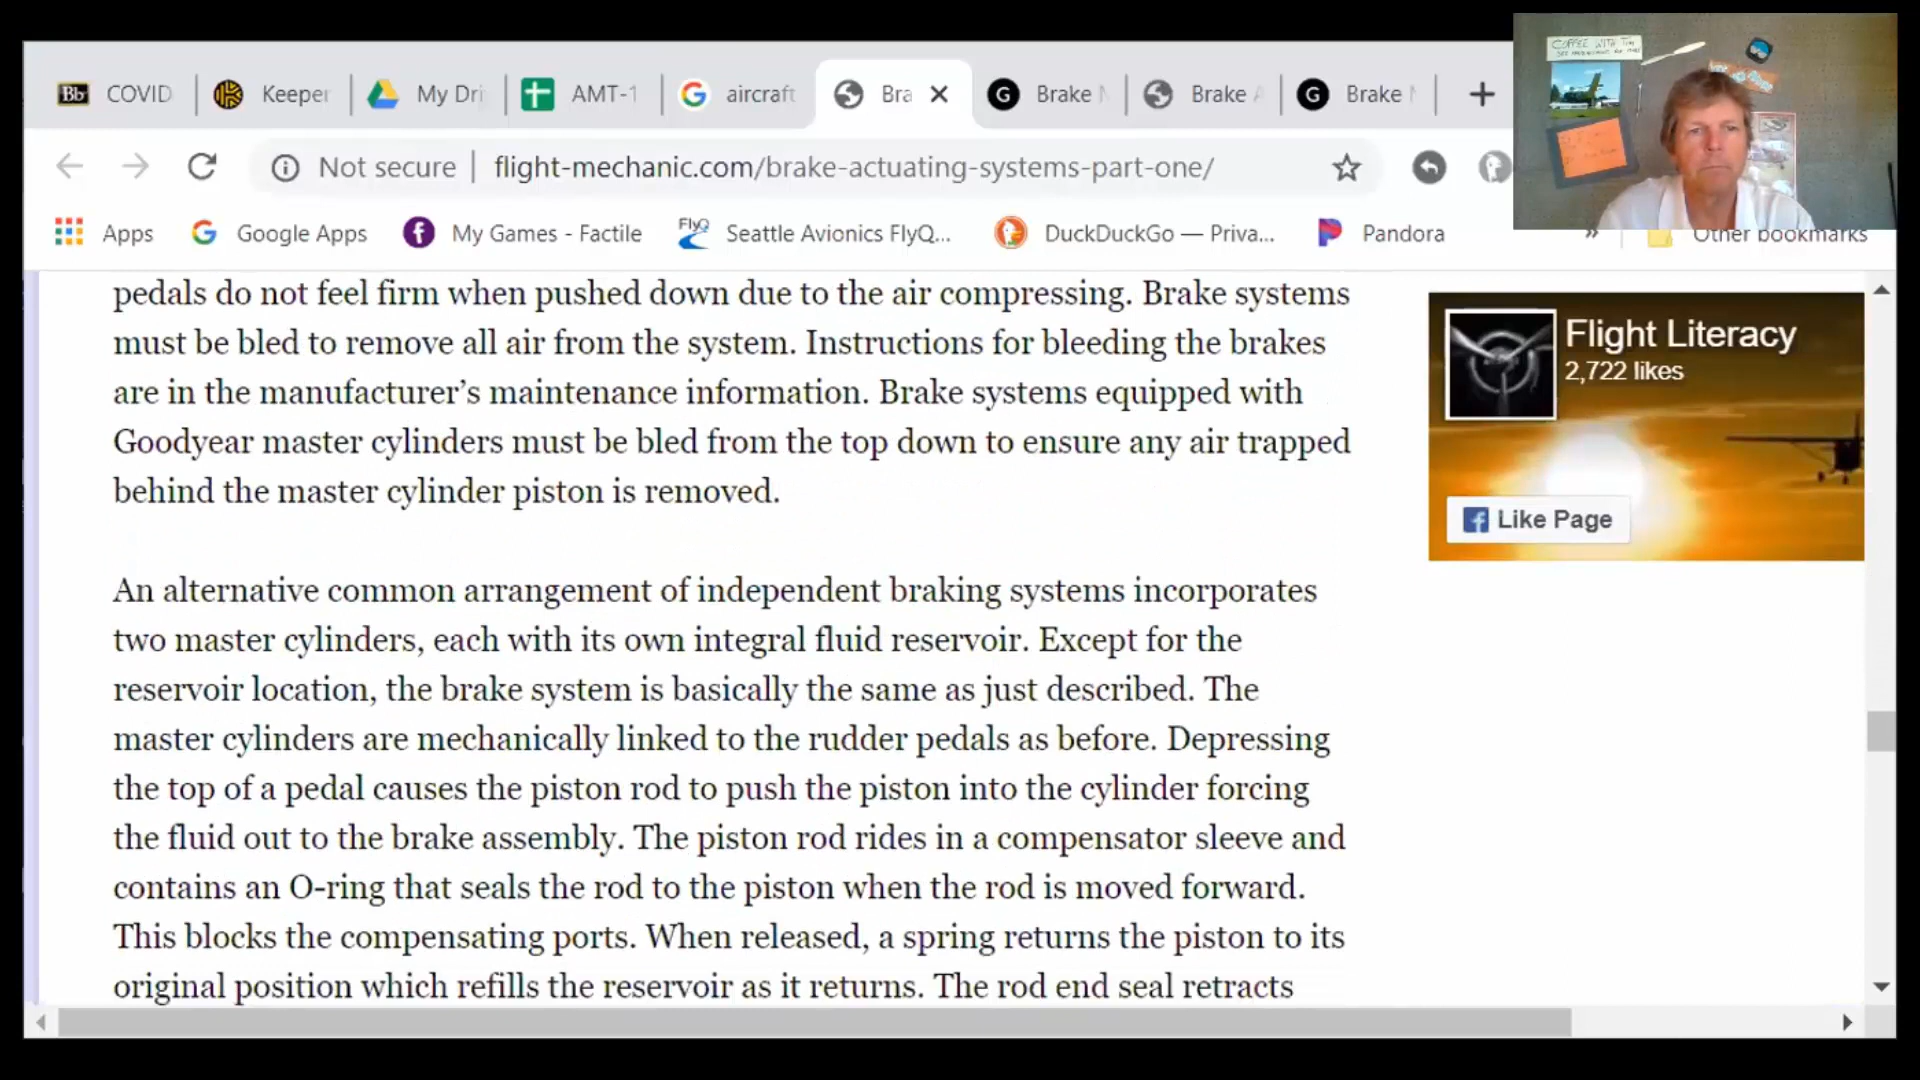 COVID
Keeper
My Dri
AMT-1
aircraft
Bra
Brake
Brake
Brake
Not secure
flight-mechanic.com/brake-actuating-systems-part-one/
Apps
Google Apps
My Games - Factile
FlyQ
Seattle Avionics FlyQ...
DuckDuckGo — Priva...
Pandora
»
Other bookmarks
COFFEE WITH Tim
pedals do not feel firm when pushed down due to the air compressing. Brake systems
must be bled to remove all air from the system. Instructions for bleeding the brakes
are in the manufacturer’s maintenance information. Brake systems equipped with
Goodyear master cylinders must be bled from the top down to ensure any air trapped
behind the master cylinder piston is removed.
An alternative common arrangement of independent braking systems incorporates
two master cylinders, each with its own integral fluid reservoir. Except for the
reservoir location, the brake system is basically the same as just described. The
master cylinders are mechanically linked to the rudder pedals as before. Depressing
the top of a pedal causes the piston rod to push the piston into the cylinder forcing
the fluid out to the brake assembly. The piston rod rides in a compensator sleeve and
contains an O-ring that seals the rod to the piston when the rod is moved forward.
This blocks the compensating ports. When released, a spring returns the piston to its
original position which refills the reservoir as it returns. The rod end seal retracts
Flight Literacy
2,722 likes
Like Page